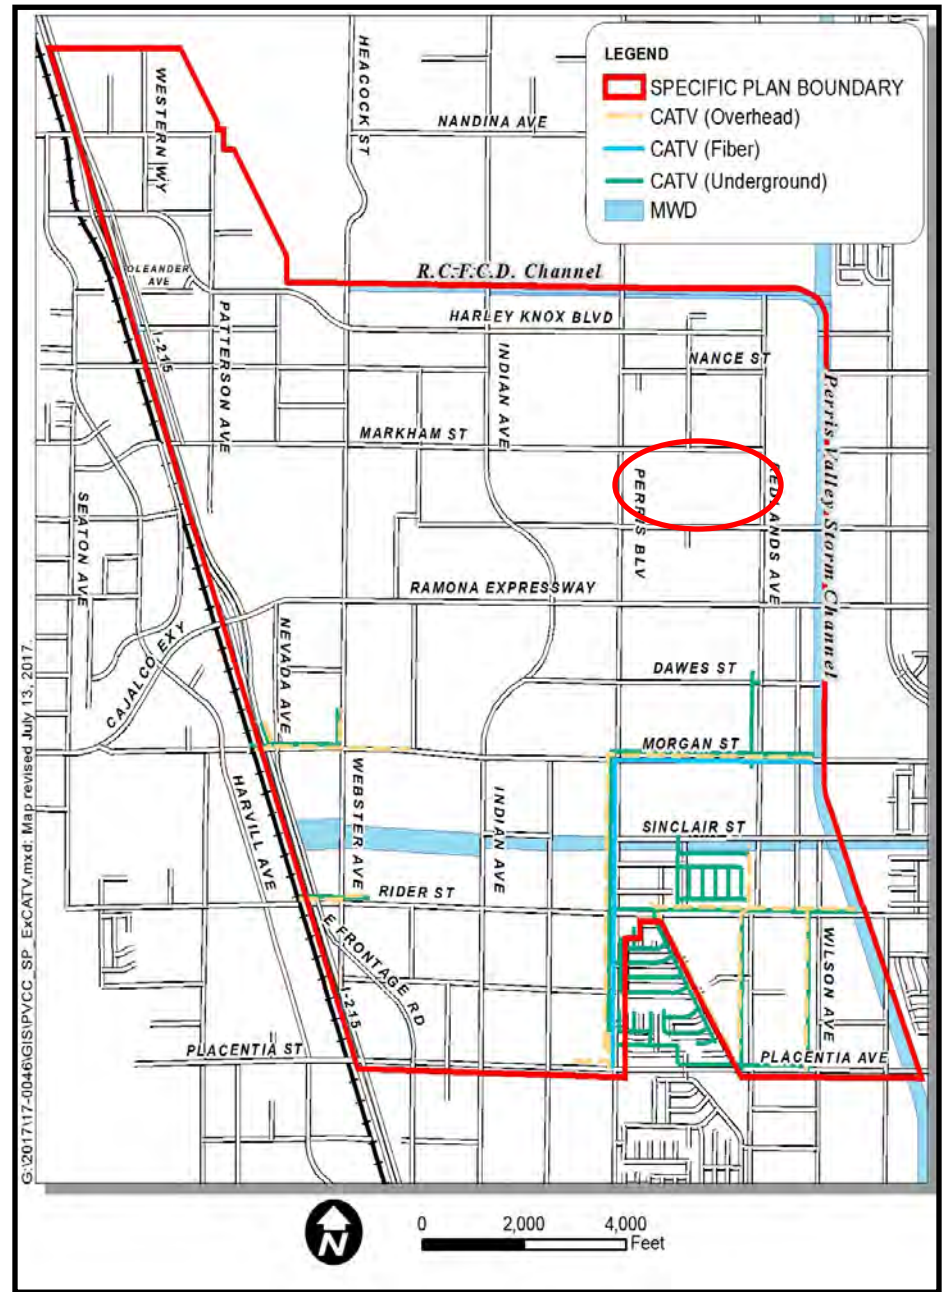 LEGEND
SPECIFIC PLAN BOUNDARY
CATV (Overhead)
CATV (Fiber)
CATV (Underground)
MWD
HEACOCK ST
WESTERN WY
NANDINA AVE
R.C.F.C.D. Channel
OLEANDER
AVE
HARLEY KNOX BLVD
I-215
PATTERSON AVE
INDIAN AVE
NANCE ST
MARKHAM ST
Perris Valley Storm Channel
PERRIS BLV
SEATON AVE
RAMONA EXPRESSWAY
NEVADA AVE
CAJALCO EXY
DAWES ST
MORGAN ST
HARVILL AVE
WEBSTER AVE
INDIAN AVE
SINCLAIR ST
RIDER ST
E FRONTAGE RD
WILSON AVE
I-215
PLACENTIA ST
PLACENTIA AVE
G:\2017\17-0046\GIS\PVCC_SP_ExCATV.mxd; Map revised July 13, 2017.
N
0 2,000 4,000
Feet